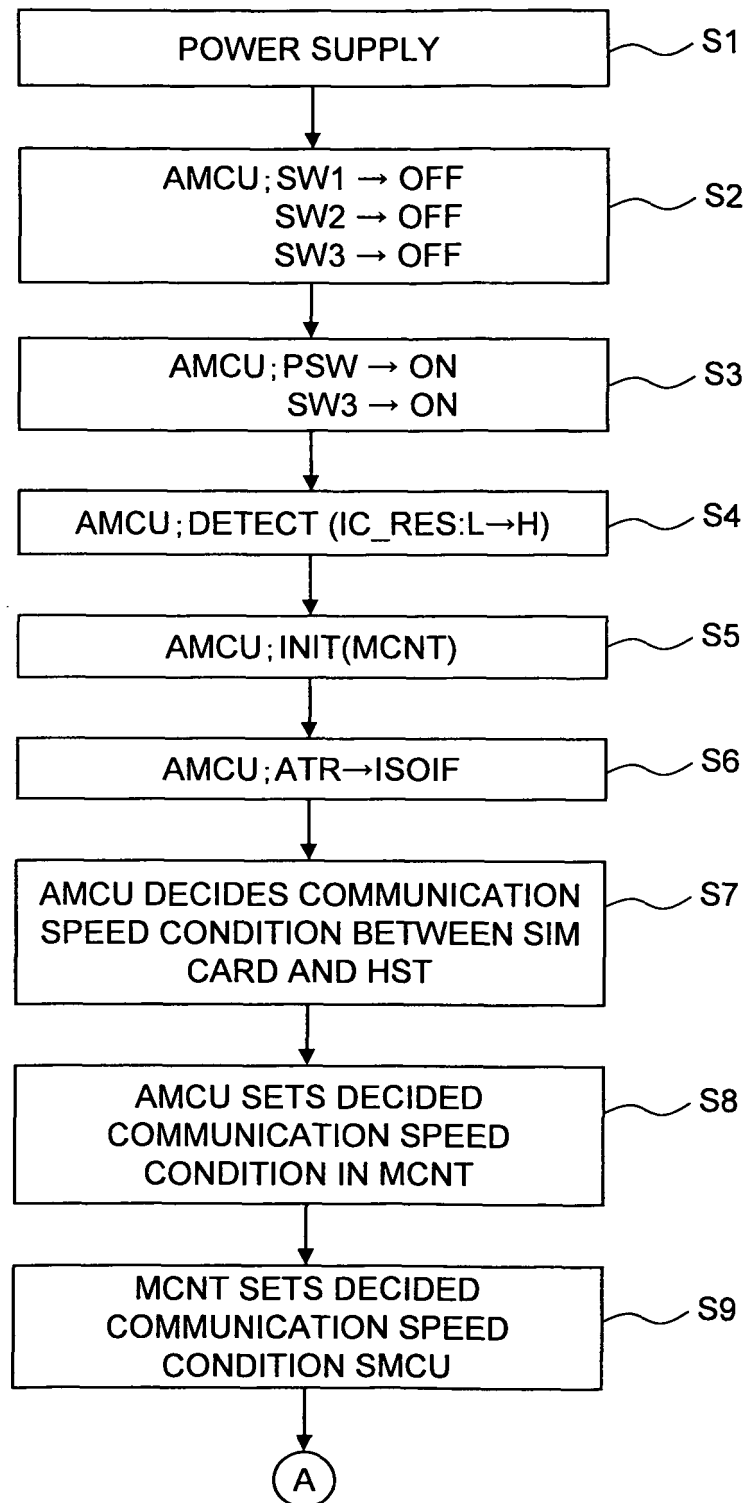 POWER SUPPLY
S1
AMCU;SW1 → OFF
SW2 → OFF
SW3 → OFF
S2
AMCU;PSW → ON
SW3 → ON
S3
AMCU;DETECT (IC_RES:L→H)
S4
AMCU;INIT(MCNT)
S5
AMCU;ATR→ISOIF
S6
AMCU DECIDES COMMUNICATION
SPEED CONDITION BETWEEN SIM
CARD AND HST
S7
AMCU SETS DECIDED
COMMUNICATION SPEED
CONDITION IN MCNT
S8
MCNT SETS DECIDED
COMMUNICATION SPEED
CONDITION SMCU
S9
A